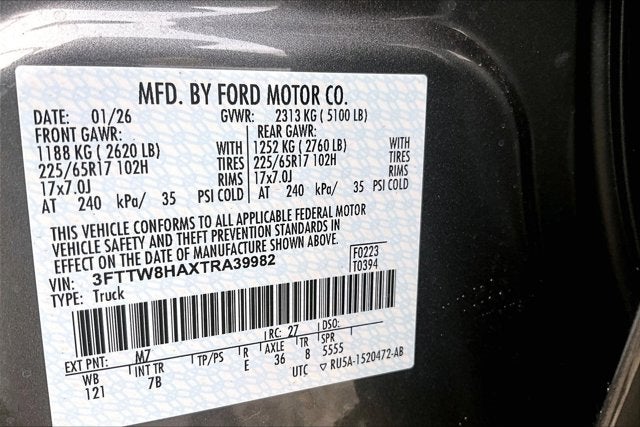 MFD. BY FORD MOTOR CO.
DATE: 01/26 GVWR: 2313 KG ( 5100 LB)
FRONT GAWR: REAR GAWR:
1188 KG ( 2620 LB) WITH 1252 KG ( 2760 LB) WITH
225/65R17 102H TIRES 225/65R17 102H TIRES
17x7.0J RIMS 17x7.0J RIMS
AT 240 kPa/ 35 PSI COLD AT 240 kPa/ 35 PSI COLD
THIS VEHICLE CONFORMS TO ALL APPLICABLE FEDERAL MOTOR
VEHICLE SAFETY AND THEFT PREVENTION STANDARDS IN
EFFECT ON THE DATE OF MANUFACTURE SHOWN ABOVE.
VIN: 3FTTW8HAXTRA39982 F0223
TYPE: Truck T0394
EXT PNT: M7 RC: 27 DSO:
WB INT TR TP/PS R AXLE TR SPR
121 7B E 36 8 5555
UTC ▽ RU5A-1520472-AB